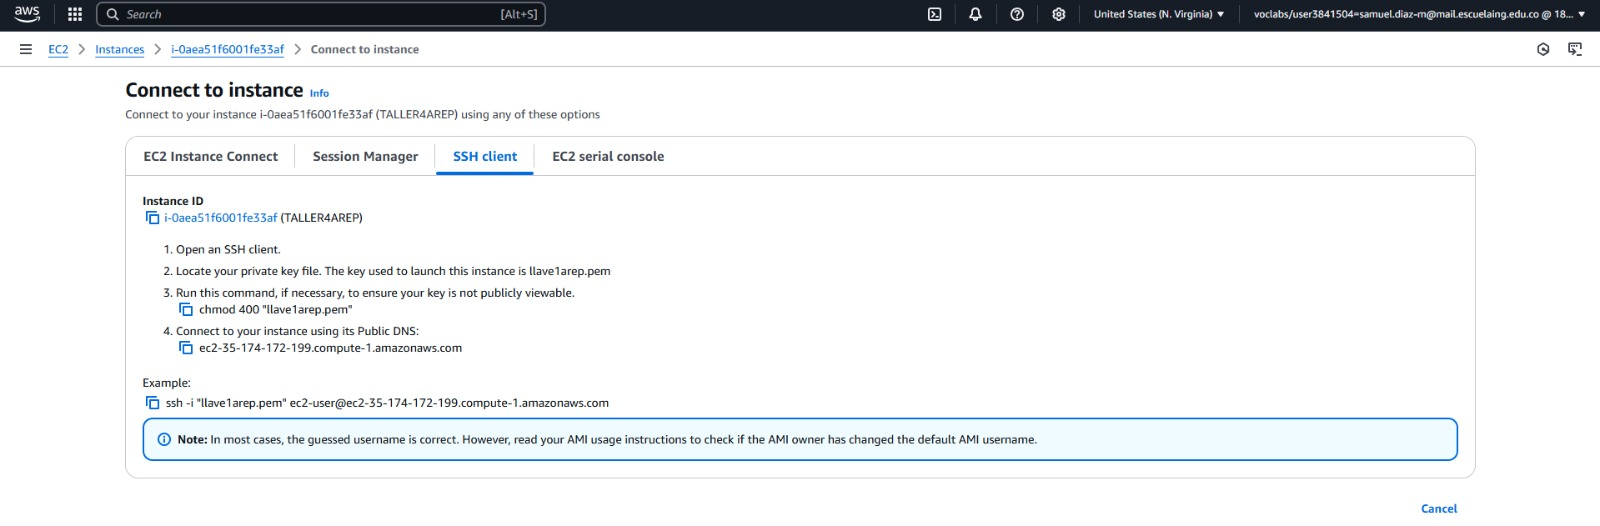 aws Search [Alt+S] United States (N. Virginia) voclabs/user3841504=samuel.diaz-m@mail.escuelaing.edu.co @ 18...
EC2 Instances i-0aea51f6001fe33af Connect to instance
Connect to instance Info
Connect to your instance i-0aea51f6001fe33af (TALLER4AREP) using any of these options
EC2 Instance Connect Session Manager SSH client EC2 serial console
Instance ID
i-0aea51f6001fe33af (TALLER4AREP)
1. Open an SSH client.
2. Locate your private key file. The key used to launch this instance is llave1arep.pem
3. Run this command, if necessary, to ensure your key is not publicly viewable.
chmod 400 "llave1arep.pem"
4. Connect to your instance using its Public DNS:
ec2-35-174-172-199.compute-1.amazonaws.com
Example:
ssh -i "llave1arep.pem" ec2-user@ec2-35-174-172-199.compute-1.amazonaws.com
Note: In most cases, the guessed username is correct. However, read your AMI usage instructions to check if the AMI owner has changed the default AMI username.
Cancel